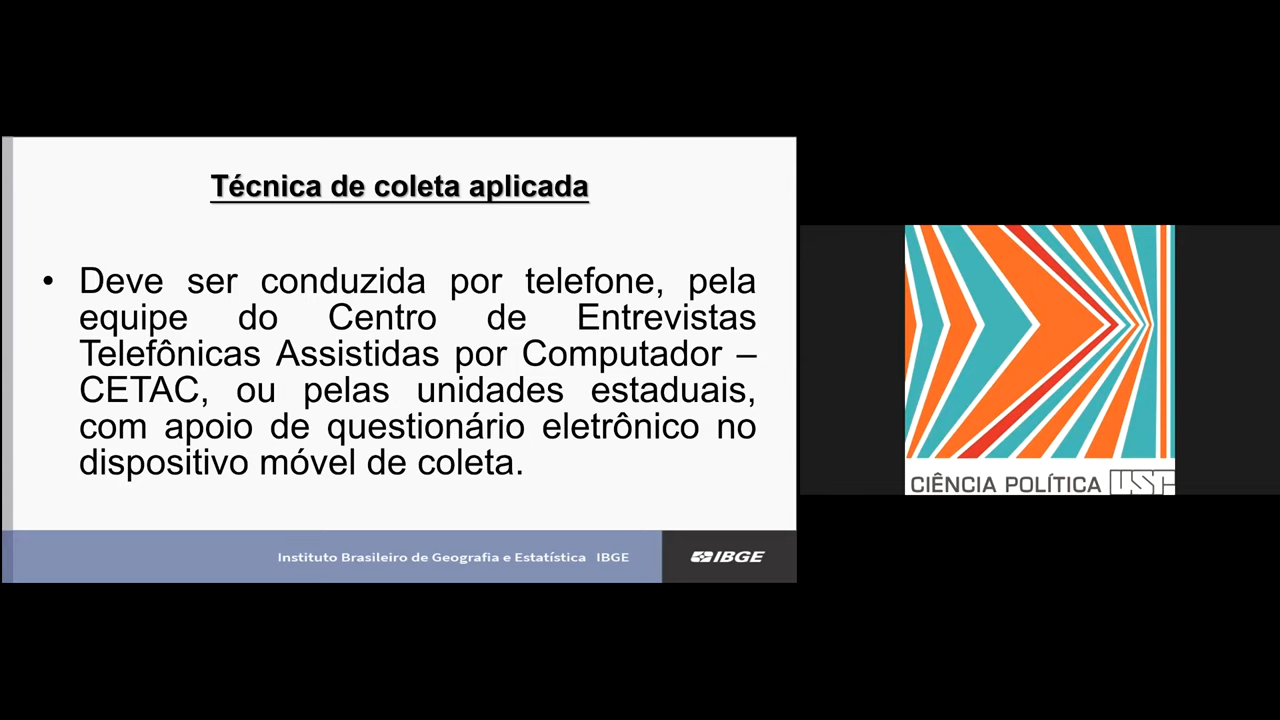 Técnica de coleta aplicada
• Deve ser conduzida por telefone, pela
equipe do Centro de Entrevistas
Telefônicas Assistidas por Computador –
CETAC, ou pelas unidades estaduais,
com apoio de questionário eletrônico no
dispositivo móvel de coleta.
Instituto Brasileiro de Geografia e Estatística IBGE
IBGE
CIÊNCIA POLÍTICA USP